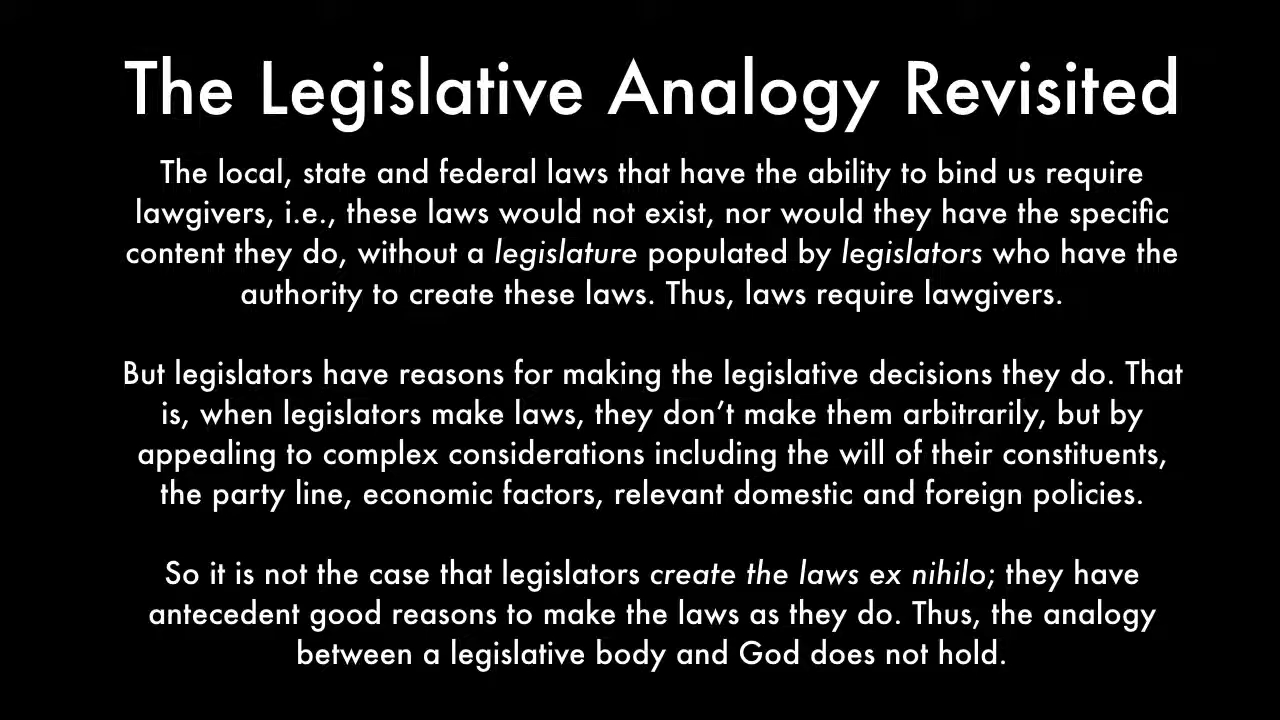 The Legislative Analogy Revisited
The local, state and federal laws that have the ability to bind us require
lawgivers, i.e., these laws would not exist, nor would they have the specific
content they do, without a legislature populated by legislators who have the
authority to create these laws. Thus, laws require lawgivers.
But legislators have reasons for making the legislative decisions they do. That
is, when legislators make laws, they don’t make them arbitrarily, but by
appealing to complex considerations including the will of their constituents,
the party line, economic factors, relevant domestic and foreign policies.
So it is not the case that legislators create the laws ex nihilo; they have
antecedent good reasons to make the laws as they do. Thus, the analogy
between a legislative body and God does not hold.